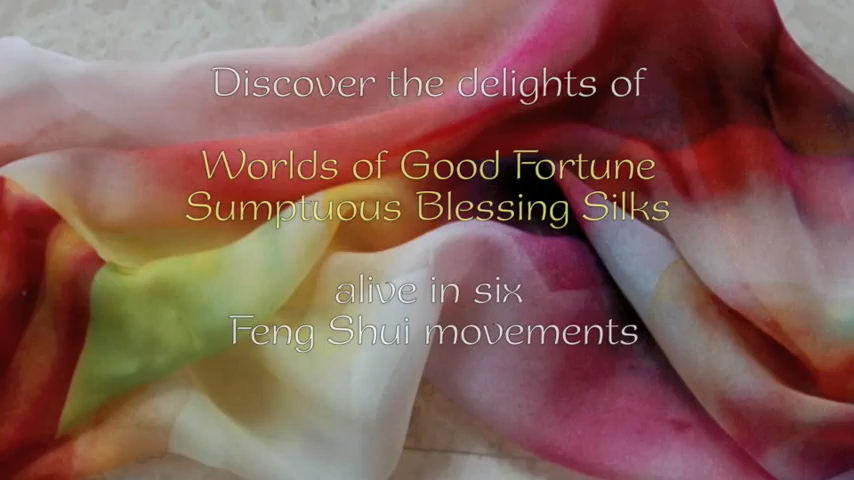 Discover the delights of
Worlds of Good Fortune
Sumptuous Blessing Silks
alive in six
Feng Shui movements